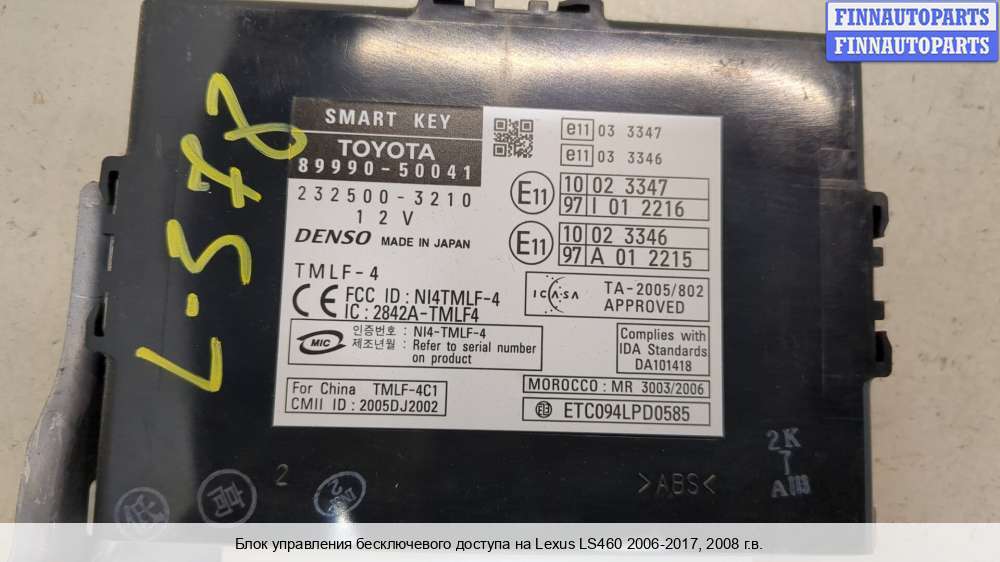 FINNAUTOPARTS
FINNAUTOPARTS
L-578
SMART KEY
TOYOTA
89990-50041
232500-3210
12V
DENSO MADE IN JAPAN
TMLF-4
CE FCC ID : NI4TMLF-4
IC : 2842A-TMLF4
MIC 인증번호 : NI4-TMLF-4
제조년월 : Refer to serial number
on product
For China TMLF-4C1
CMII ID : 2005DJ2002
e11 03 3347
e11 03 3346
E11 10 02 3347
97 I 01 2216
E11 10 02 3346
97 A 01 2215
ICASA TA-2005/802
APPROVED
Complies with
IDA Standards
DA101418
MOROCCO : MR 3003/2006
ETC094LPD0585
2K
2
>ABS<
Блок управления бесключевого доступа на Lexus LS460 2006-2017, 2008 г.в.